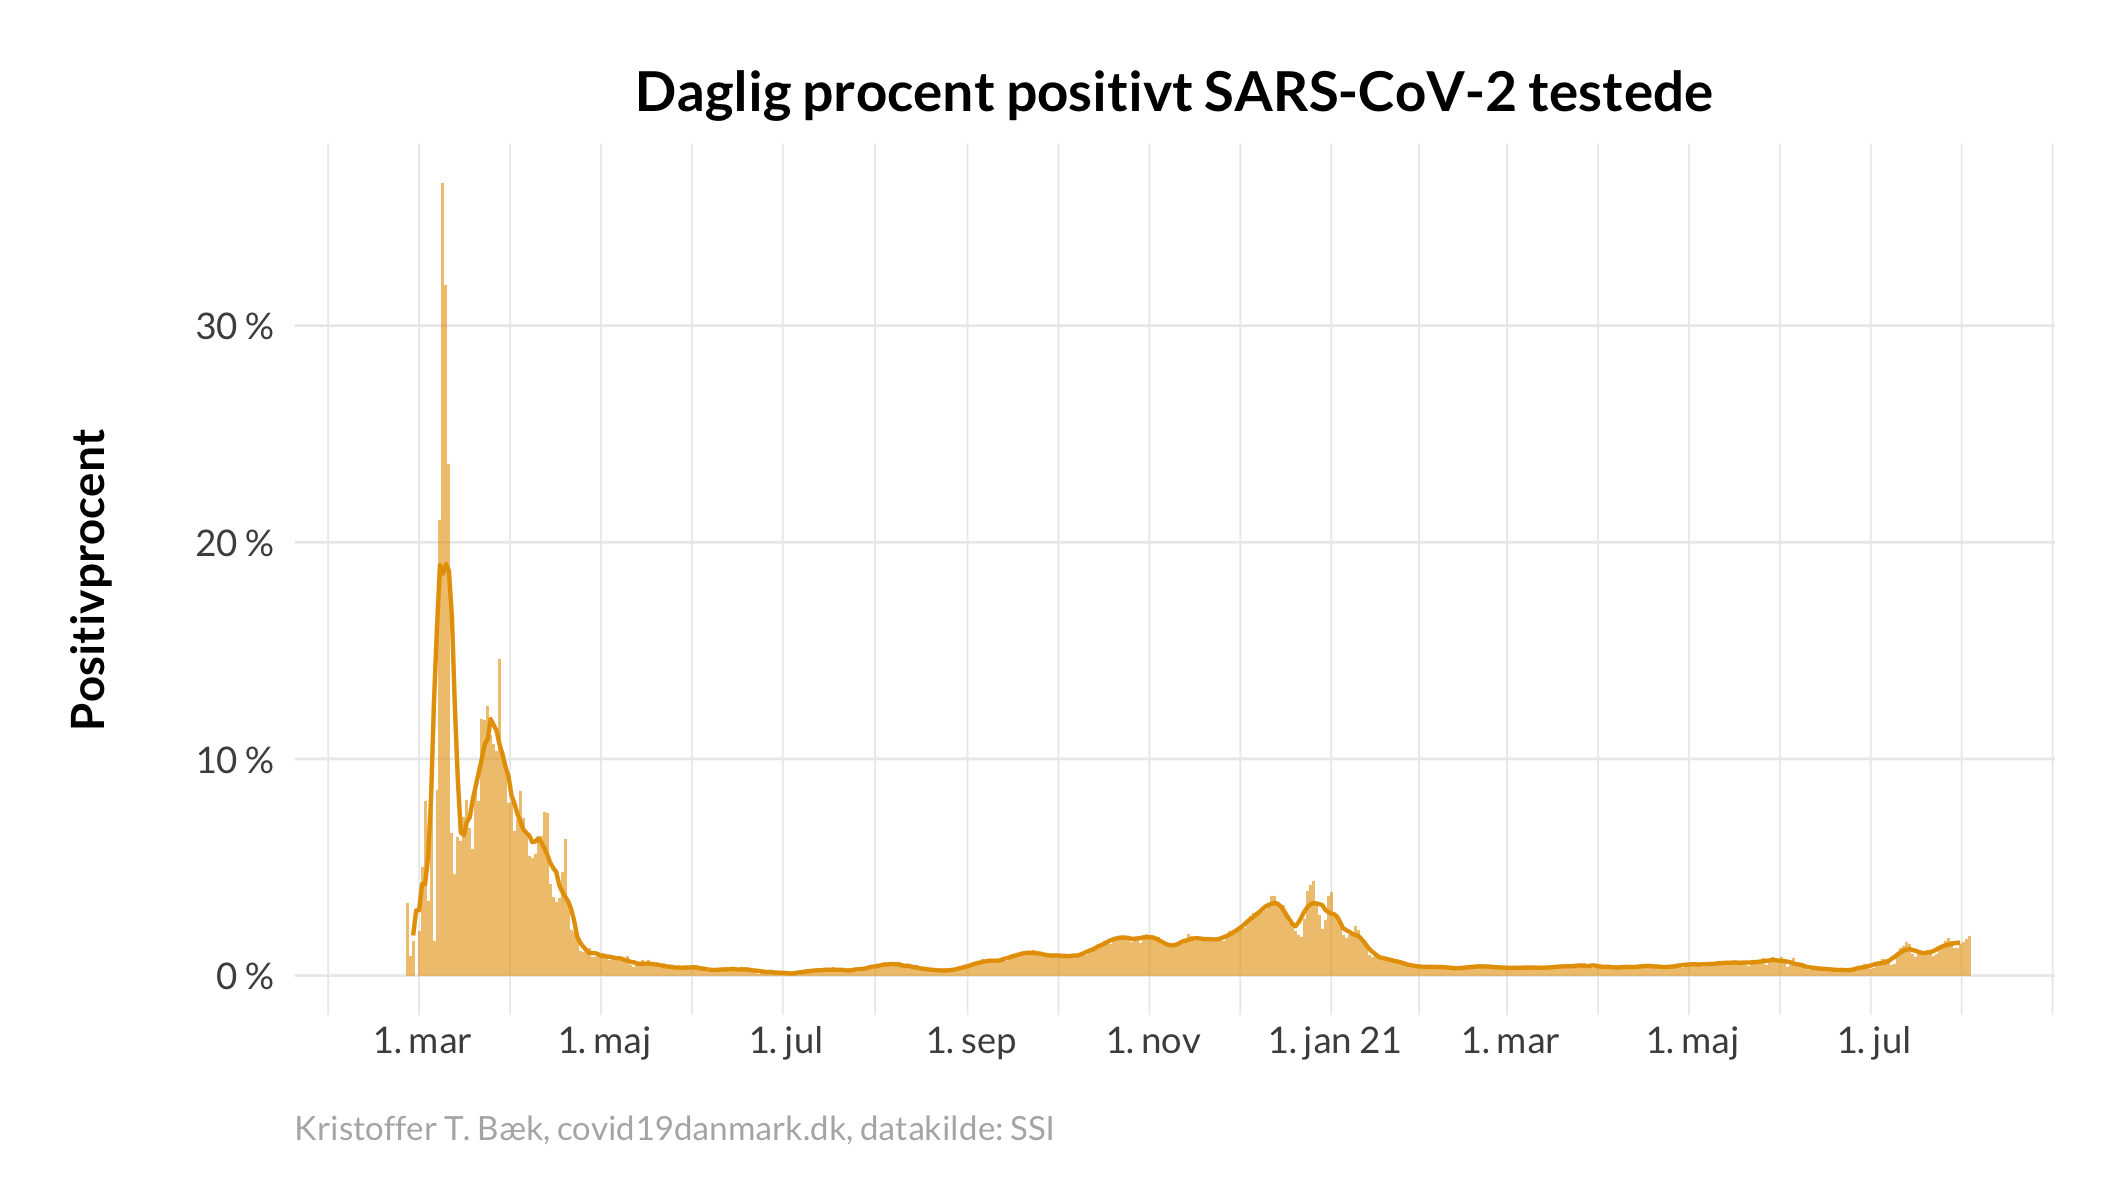 Daglig procent positivt SARS-CoV-2 testede
Positivprocent
30 %
20 %
10 %
0 %
1. mar
1. maj
1. jul
1. sep
1. nov
1. jan 21
1. mar
1. maj
1. jul
Kristoffer T. Bæk, covid19danmark.dk, datakilde: SSI